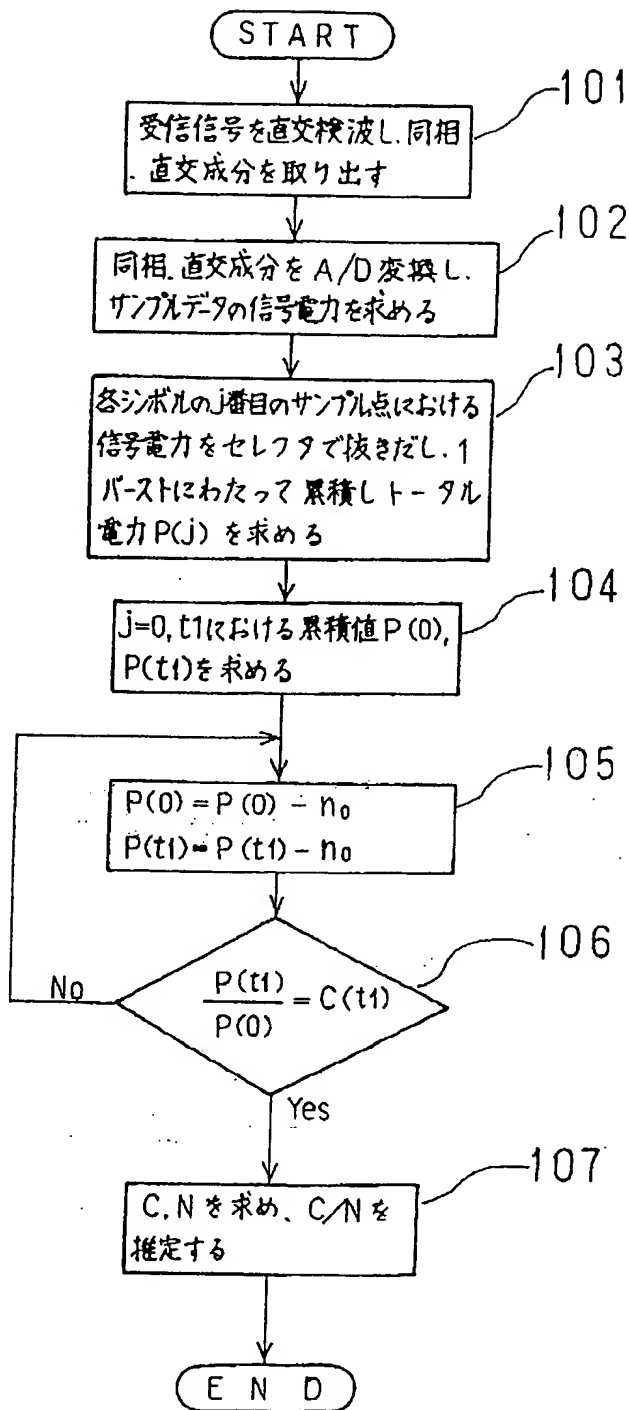 START
101
受信信号を直交検波し、同相
、直交成分を取り出す
102
同相、直交成分をA/D変換し、
サンプルデータの信号電力を求める
103
各シンボルのj番目のサンプル点における
信号電力をセレクタで抜きだし、1
バーストにわたって累積しトータル
電力P(j)を求める
104
j=0,t1における累積値P(0),
P(t1)を求める
105
P(0)=P(0)-n₀
P(t1)=P(t1)-n₀
106
P(t1)
P(0)
=C(t1)
No
Yes
107
C,Nを求め、C/Nを
推定する
END